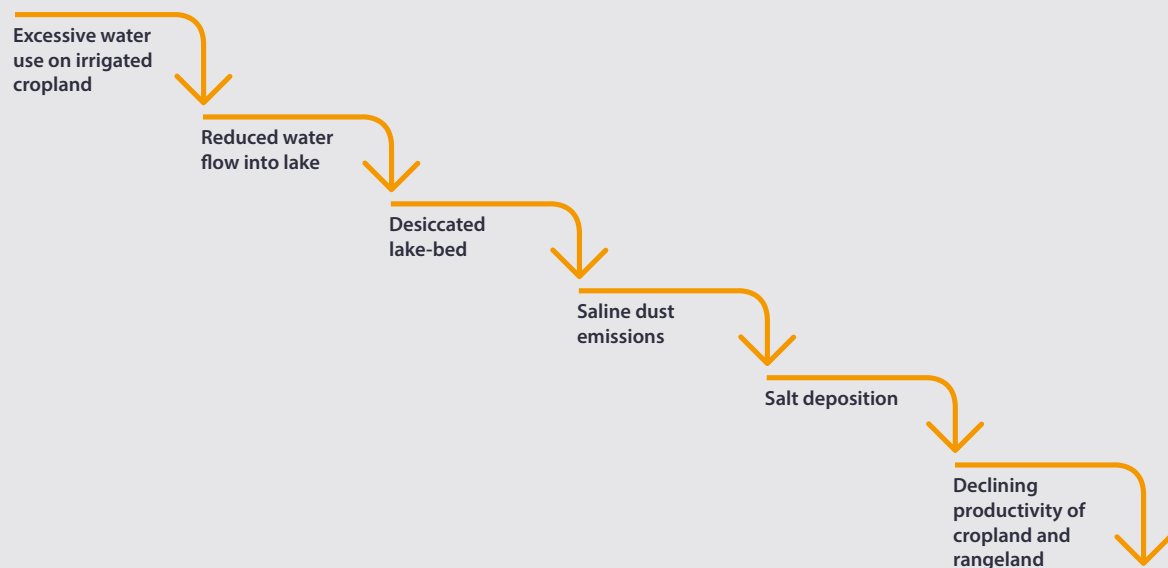 Excessive water
use on irrigated
cropland
Reduced water
flow into lake
Desiccated
lake-bed
Saline dust
emissions
Salt deposition
Declining
productivity of
cropland and
rangeland